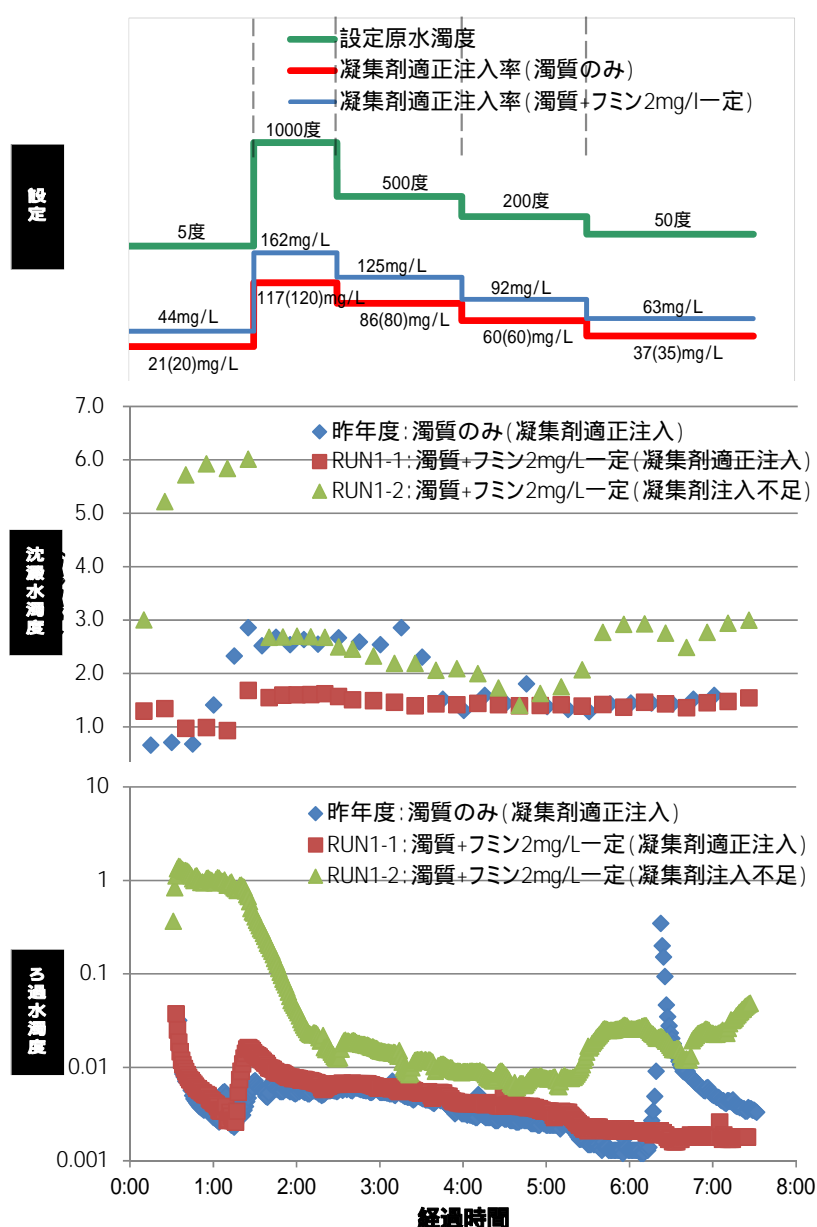 設定原水濁度
凝集剤適正注入率(濁質のみ)
凝集剤適正注入率(濁質+フミン2mg/l一定)
設定
1000度
500度
200度
5度
50度
162mg/L
125mg/L
92mg/L
44mg/L
63mg/L
117(120)mg/L
86(80)mg/L
60(60)mg/L
37(35)mg/L
21(20)mg/L
7.0
6.0
5.0
4.0
3.0
2.0
1.0
沈澱水濁度
昨年度:濁質のみ(凝集剤適正注入)
RUN1-1:濁質+フミン2mg/L一定(凝集剤適正注入)
RUN1-2:濁質+フミン2mg/L一定(凝集剤注入不足)
10
1
0.1
0.01
0.001
ろ過水濁度
昨年度:濁質のみ(凝集剤適正注入)
RUN1-1:濁質+フミン2mg/L一定(凝集剤適正注入)
RUN1-2:濁質+フミン2mg/L一定(凝集剤注入不足)
0:00 1:00 2:00 3:00 4:00 5:00 6:00 7:00 8:00
経過時間